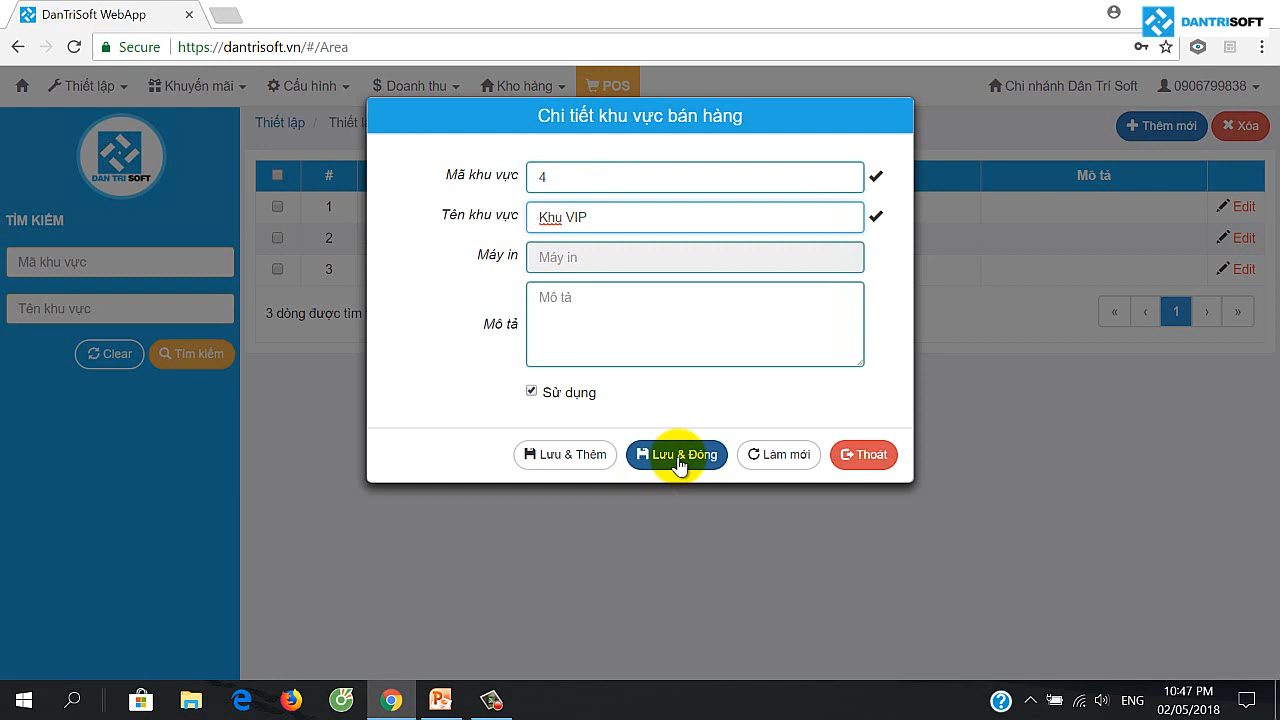 DanTriSoft WebApp
DANTRISOFT
Secure https://dantrisoft.vn/#/Area
Thiết lập Khuyến mãi Cấu hình $ Doanh thu Kho hàng POS Chi nhánh Dân Trí Soft 0906799838
DAN TRI SOFT
TÌM KIẾM
Mã khu vực
Tên khu vực
Clear Tìm kiếm
Thiết lập / Thiết
Thêm mới Xóa
# Mô tả
1 Edit
2 Edit
3 Edit
3 dòng được tìm
« ‹ 1 › »
Chi tiết khu vực bán hàng
Mã khu vực 4
Tên khu vực Khu VIP
Máy in Máy in
Mô tả Mô tả
Sử dụng
Lưu & Thêm Lưu & Đóng Làm mới Thoát
ENG 10:47 PM
02/05/2018